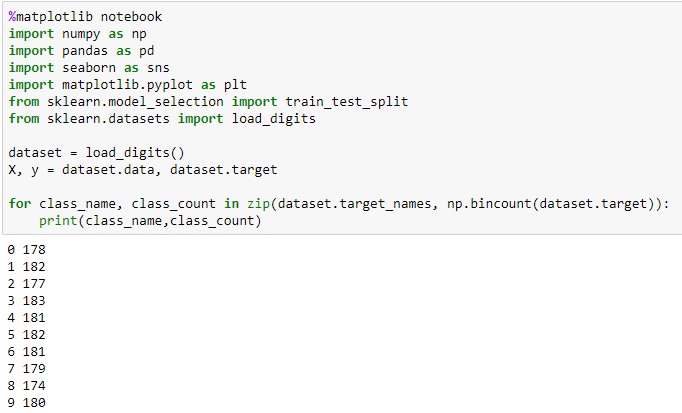 %matplotlib notebook
import numpy as np
import pandas as pd
import seaborn as sns
import matplotlib.pyplot as plt
from sklearn.model_selection import train_test_split
from sklearn.datasets import load_digits

dataset = load_digits()
X, y = dataset.data, dataset.target

for class_name, class_count in zip(dataset.target_names, np.bincount(dataset.target)):
    print(class_name,class_count)
0 178
1 182
2 177
3 183
4 181
5 182
6 181
7 179
8 174
9 180